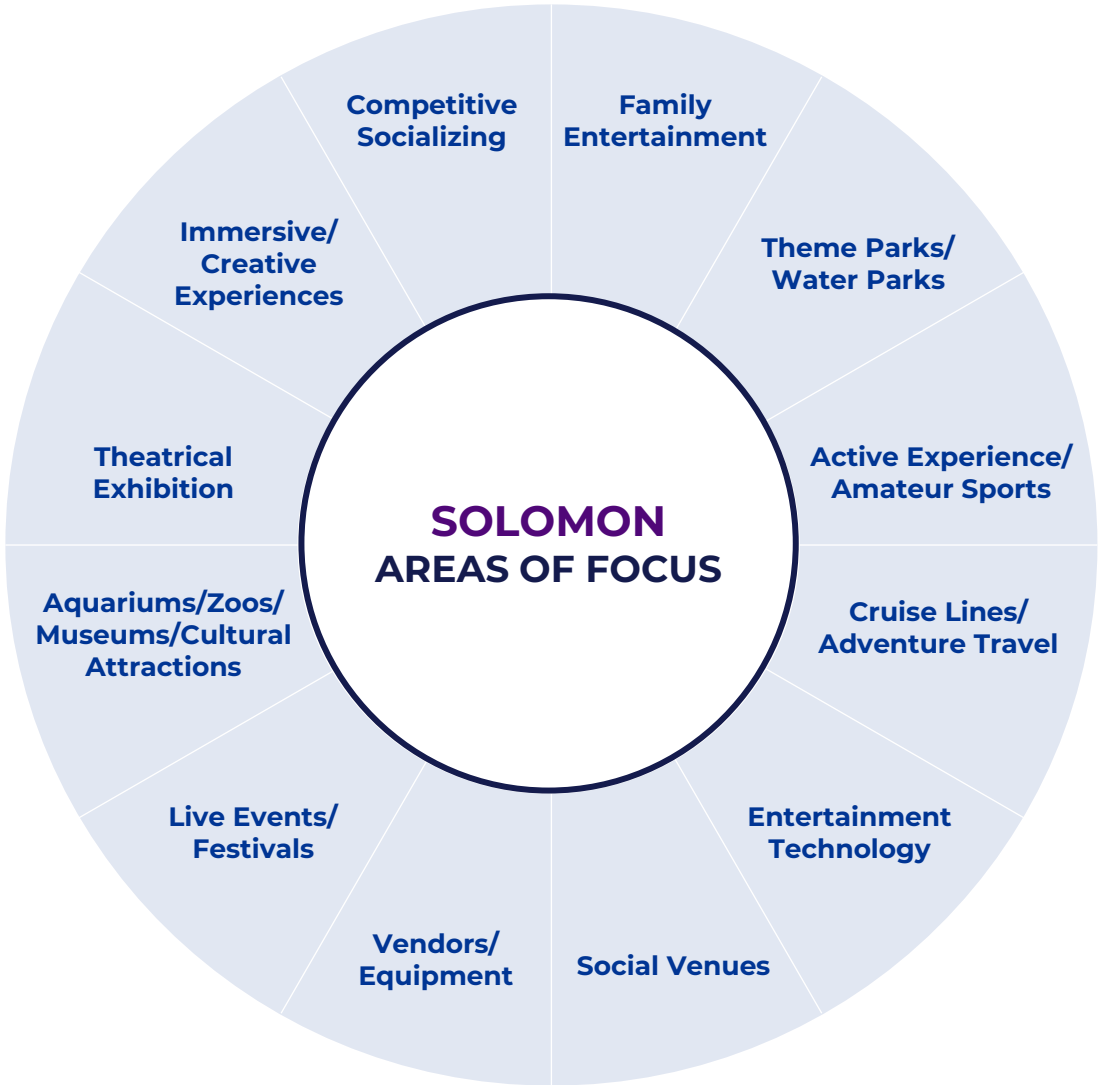 SOLOMON
AREAS OF FOCUS
Family
Entertainment
Theme Parks/
Water Parks
Active Experience/
Amateur Sports
Cruise Lines/
Adventure Travel
Entertainment
Technology
Social Venues
Vendors/
Equipment
Live Events/
Festivals
Aquariums/Zoos/
Museums/Cultural
Attractions
Theatrical
Exhibition
Immersive/
Creative
Experiences
Competitive
Socializing